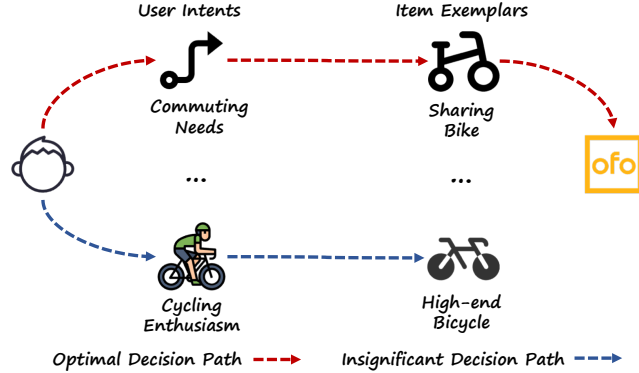 User Intents
Item Exemplars
Commuting
Needs
Sharing
Bike
ofo
...
...
Cycling
Enthusiasm
High-end
Bicycle
Optimal Decision Path
Insignificant Decision Path